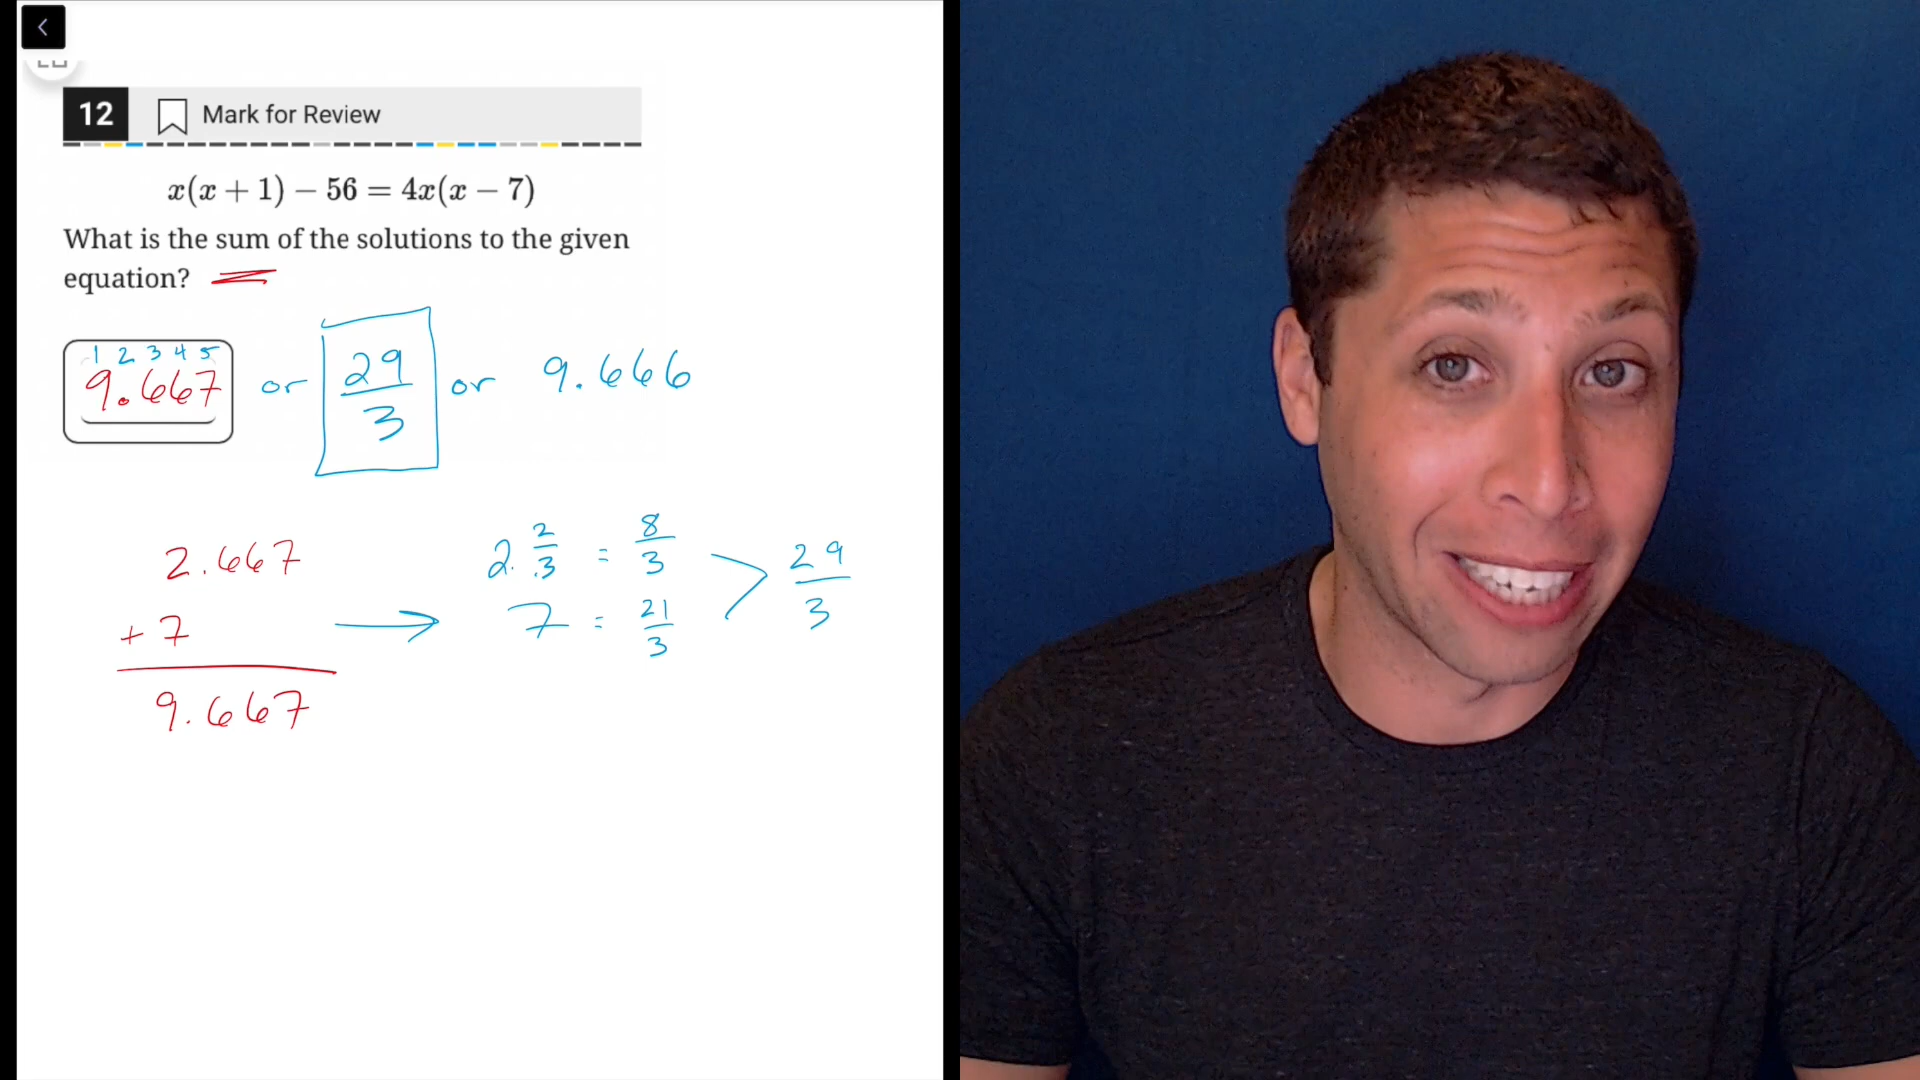 12 Mark for Review
x(x + 1) − 56 = 4x(x − 7)
What is the sum of the solutions to the given
equation?
1 2 3 4 5
9.667 or 29/3 or 9.666
2.667
+ 7
9.667
2 2/3 = 8/3
7 = 21/3
29/3